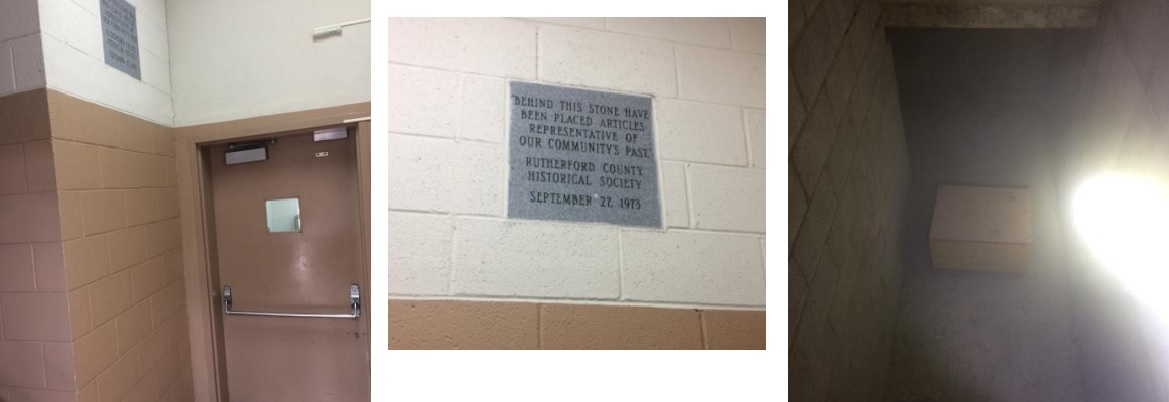 "BEHIND THIS STONE HAVE
BEEN PLACED ARTICLES
REPRESENTATIVE OF
OUR COMMUNITY'S PAST."
RUTHERFORD COUNTY
HISTORICAL SOCIETY
SEPTEMBER 27, 1973